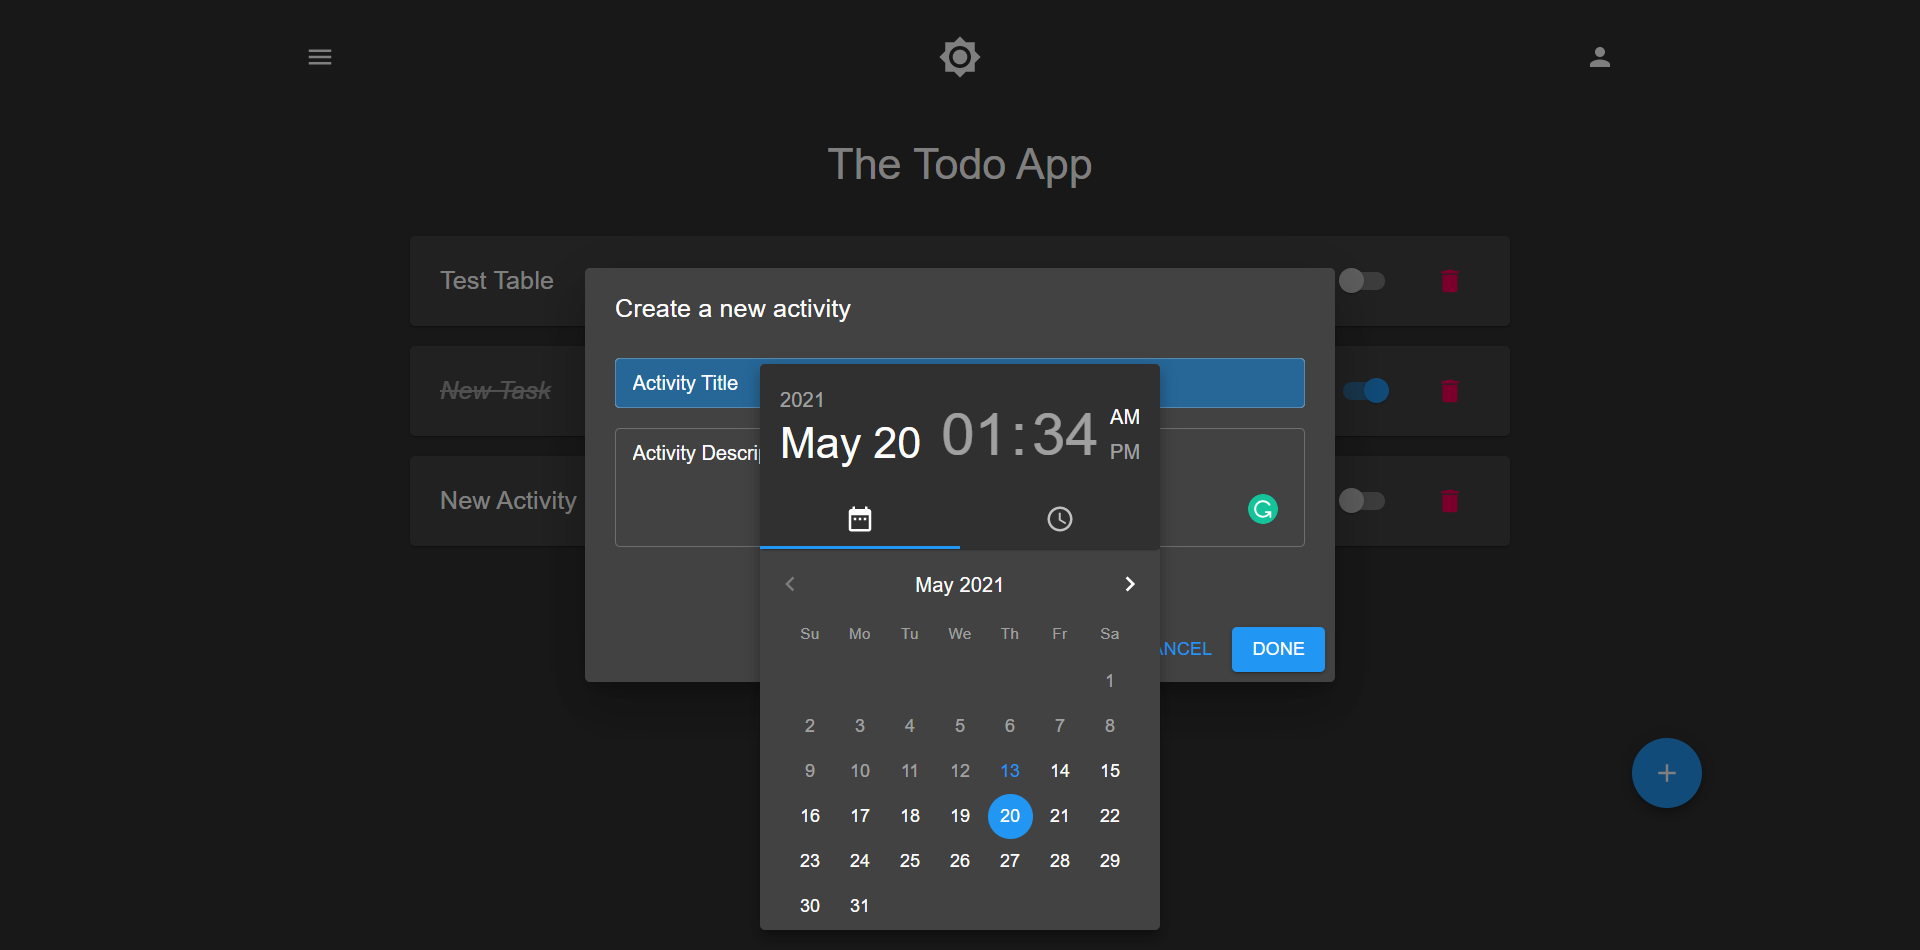 The Todo App
Test Table
New Task
New Activity
Create a new activity
Activity Title
Activity Descrip
2021
May 20
01:34
AM
PM
May 2021
Su Mo Tu We Th Fr Sa
1
2 3 4 5 6 7 8
9 10 11 12 13 14 15
16 17 18 19 20 21 22
23 24 25 26 27 28 29
30 31
ANCEL
DONE